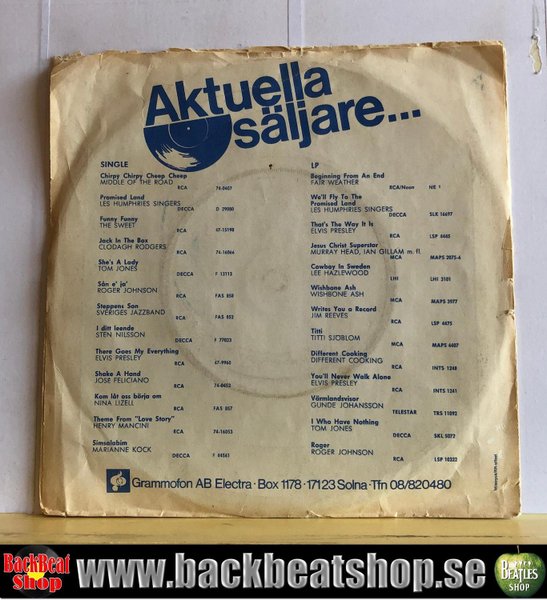 Aktuella
säljare...
SINGLE
Chirpy Chirpy Cheep Cheep
MIDDLE OF THE ROAD
RCA 74-0407
Promised Land
LES HUMPHRIES SINGERS
DECCA D 29080
Funny Funny
THE SWEET
RCA 47-15198
Jack In The Box
CLODAGH RODGERS
RCA 74-16066
She's A Lady
TOM JONES
DECCA F 13113
Sån e' ja'
ROGER JOHNSON
RCA FAS 858
Steppens Son
SVERIGES JAZZBAND
RCA FAS 852
I ditt leende
STEN NILSSON
DECCA F 77033
There Goes My Everything
ELVIS PRESLEY
RCA 47-9960
Shake A Hand
JOSE FELICIANO
RCA 74-0452
Kom låt oss börja om
NINA LIZELL
RCA FAS 857
Theme From "Love Story"
HENRY MANCINI
RCA 74-16053
Simsalabim
MARIANNE KOCK
DECCA F 44561
LP
Beginning From An End
FAIR WEATHER
RCA/Neon NE 1
We'll Fly To The
Promised Land
LES HUMPHRIES SINGERS
DECCA SLK 16697
That's The Way It Is
ELVIS PRESLEY
RCA LSP 4445
Jesus Christ Superstar
MURRAY HEAD, IAN GILLAM m. fl.
MCA MAPS 2075-6
Cowboy In Sweden
LEE HAZLEWOOD
LHI LHI 3101
Wishbone Ash
WISHBONE ASH
MCA MAPS 3977
Writes You a Record
JIM REEVES
RCA LSP 4475
Titti
TITTI SJÖBLOM
MCA MAPS 4407
Different Cooking
DIFFERENT COOKING
RCA INTS 1248
You'll Never Walk Alone
ELVIS PRESLEY
RCA INTS 1241
Värmlandsvisor
GUNDE JOHANSSON
TELESTAR TRS 11092
I Who Have Nothing
TOM JONES
DECCA SKL 5072
Roger
ROGER JOHNSON
RCA LSP 10322
Grammofon AB Electra · Box 1178 · 17123 Solna · Tfn 08/820480
BackBeat
Shop
www.backbeatshop.se
BEATLES
SHOP